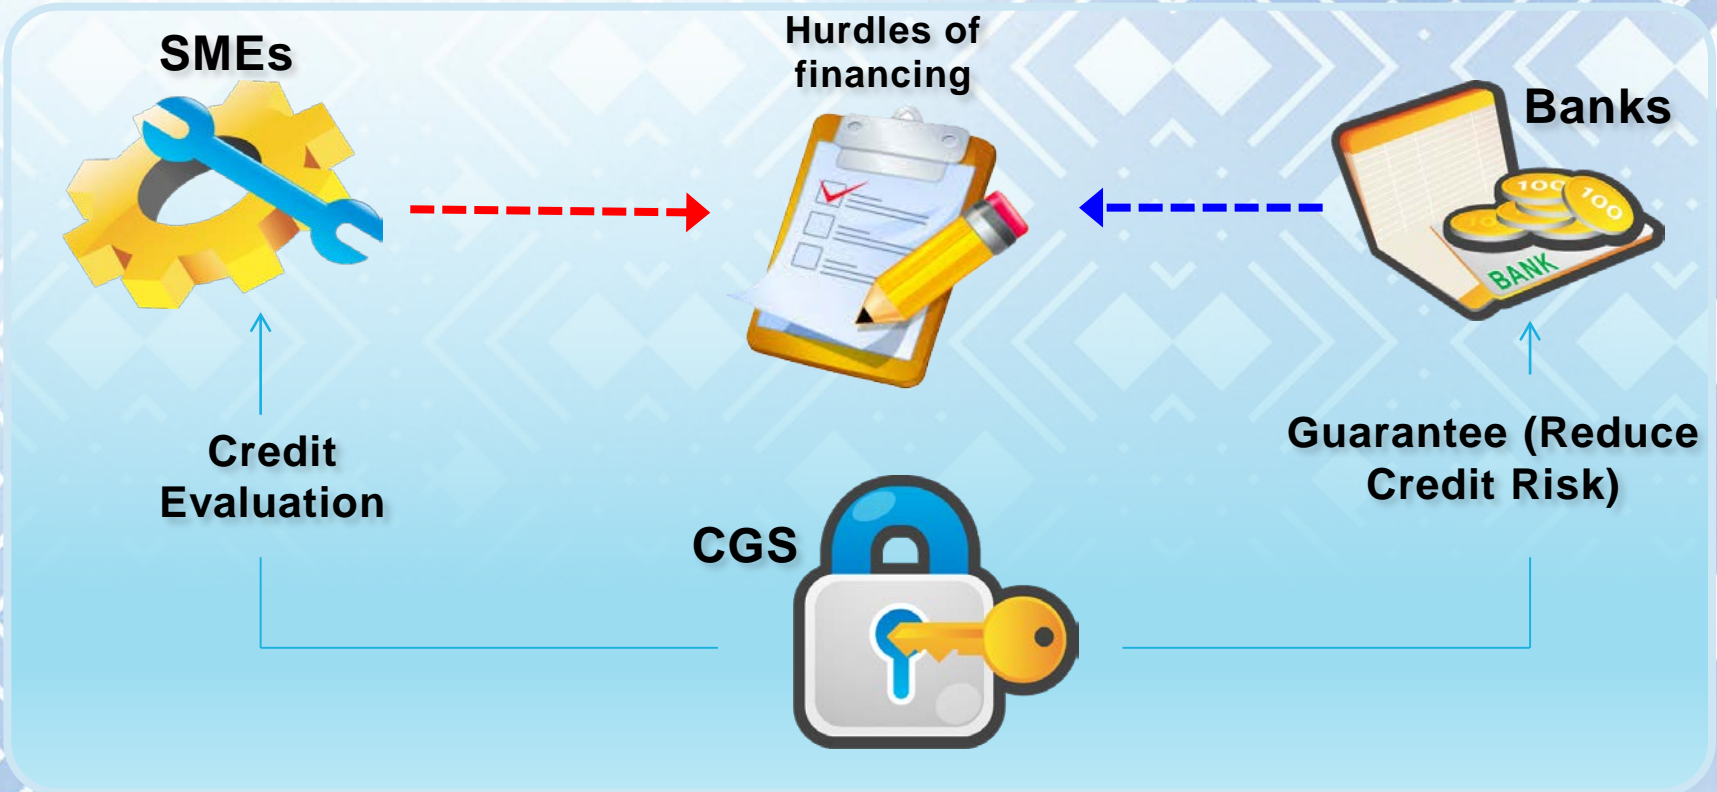 SMEs
Hurdles of
financing
Banks
100
100
BANK
Credit
Evaluation
Guarantee (Reduce
Credit Risk)
CGS